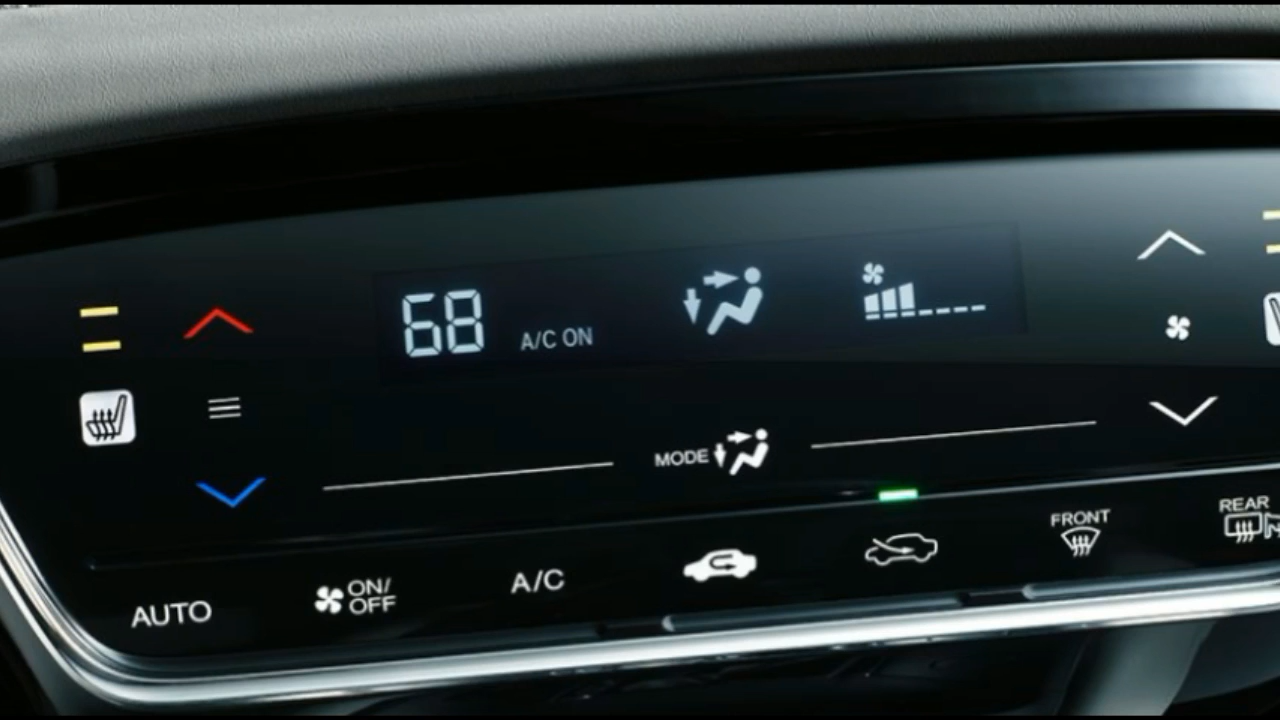 68 A/C ON
MODE
AUTO
ON/
OFF
A/C
FRONT
REAR